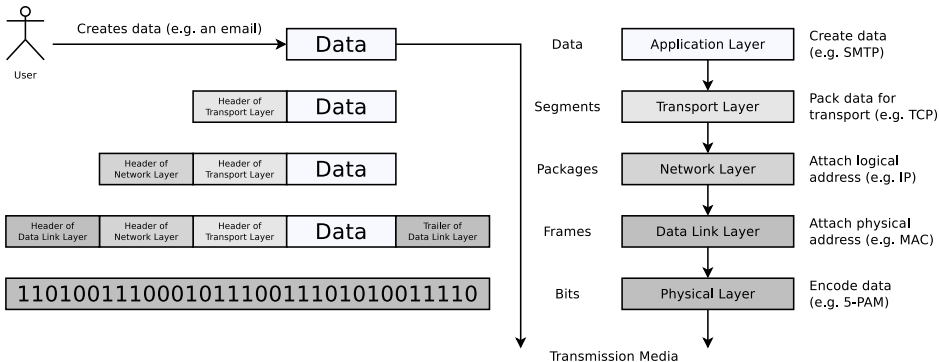 Creates data (e.g. an email)
User
Data
Data
Application Layer
Create data
(e.g. SMTP)
Header of
Transport Layer
Data
Segments
Transport Layer
Pack data for
transport (e.g. TCP)
Header of
Network Layer
Header of
Transport Layer
Data
Packages
Network Layer
Attach logical
address (e.g. IP)
Header of
Data Link Layer
Header of
Network Layer
Header of
Transport Layer
Data
Trailer of
Data Link Layer
Frames
Data Link Layer
Attach physical
address (e.g. MAC)
110100111000101110011101010011110
Bits
Physical Layer
Encode data
(e.g. 5-PAM)
Transmission Media